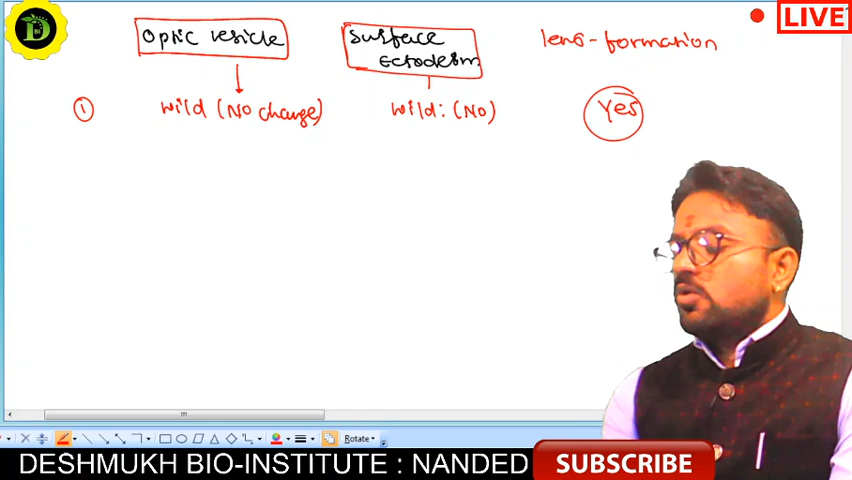 LIVE
D
Optic vesicle
Surface
Ectoderm
lens-formation
① wild (No change) wild: (No) Yes
Rotate
DESHMUKH BIO-INSTITUTE : NANDED SUBSCRIBE